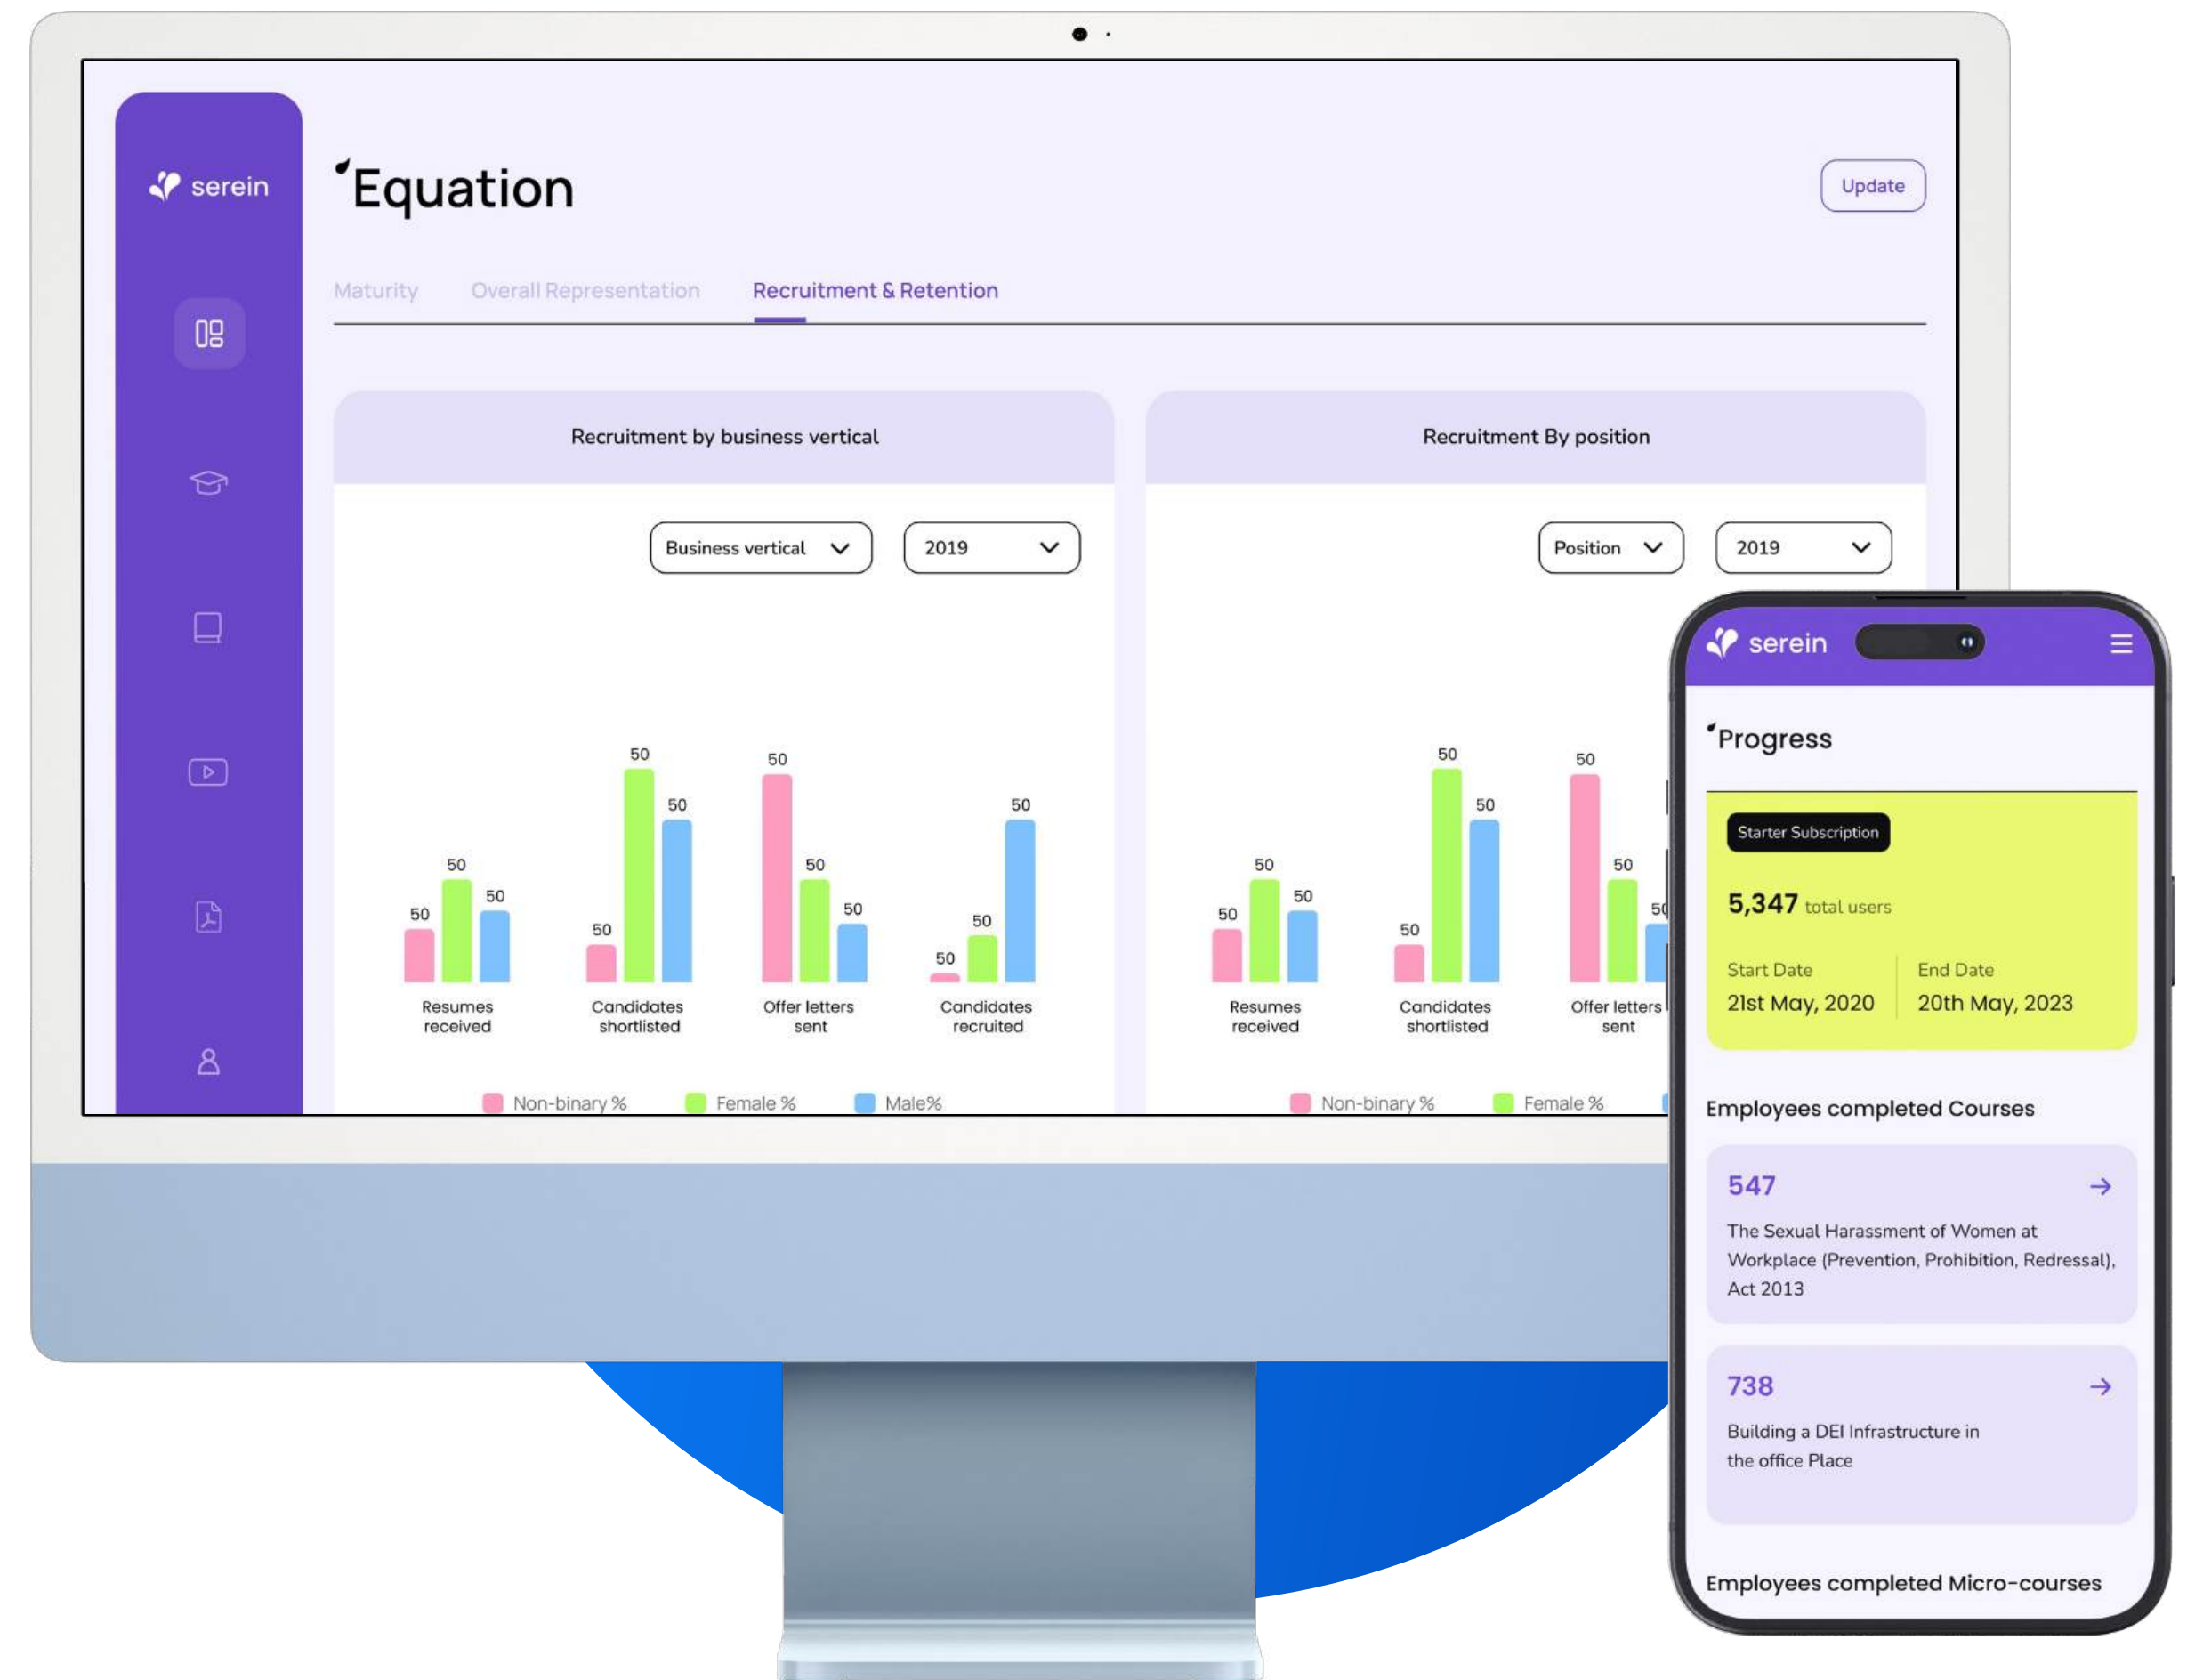 serein
Equation
Update
Maturity Overall Representation Recruitment & Retention
Recruitment by business vertical
Business vertical 2019
50 50
50 50
50 50
50 50
50 50
50 50
Resumes received
Candidates shortlisted
Offer letters sent
Candidates recruited
Non-binary % Female % Male%
Recruitment By position
Position 2019
50 50
50
50 50
50
50 50
Resumes received
Candidates shortlisted
Offer letters sent
Non-binary % Female %
serein
Progress
Starter Subscription
5,347 total users
Start Date End Date
21st May, 2020 20th May, 2023
Employees completed Courses
547
The Sexual Harassment of Women at
Workplace (Prevention, Prohibition, Redressal),
Act 2013
738
Building a DEI Infrastructure in
the office Place
Employees completed Micro-courses